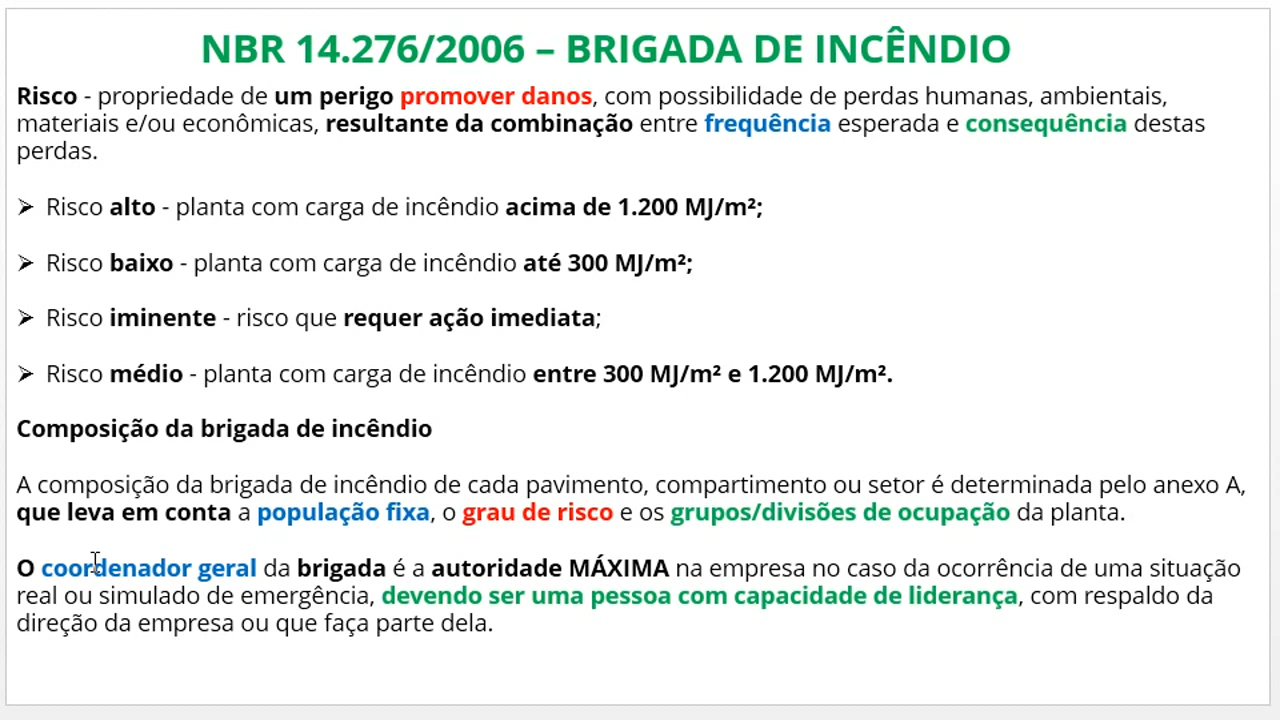 NBR 14.276/2006 – BRIGADA DE INCÊNDIO
Risco - propriedade de um perigo promover danos, com possibilidade de perdas humanas, ambientais,
materiais e/ou econômicas, resultante da combinação entre frequência esperada e consequência destas
perdas.
➢ Risco alto - planta com carga de incêndio acima de 1.200 MJ/m²;
➢ Risco baixo - planta com carga de incêndio até 300 MJ/m²;
➢ Risco iminente - risco que requer ação imediata;
➢ Risco médio - planta com carga de incêndio entre 300 MJ/m² e 1.200 MJ/m².
Composição da brigada de incêndio
A composição da brigada de incêndio de cada pavimento, compartimento ou setor é determinada pelo anexo A,
que leva em conta a população fixa, o grau de risco e os grupos/divisões de ocupação da planta.
O coordenador geral da brigada é a autoridade MÁXIMA na empresa no caso da ocorrência de uma situação
real ou simulado de emergência, devendo ser uma pessoa com capacidade de liderança, com respaldo da
direção da empresa ou que faça parte dela.